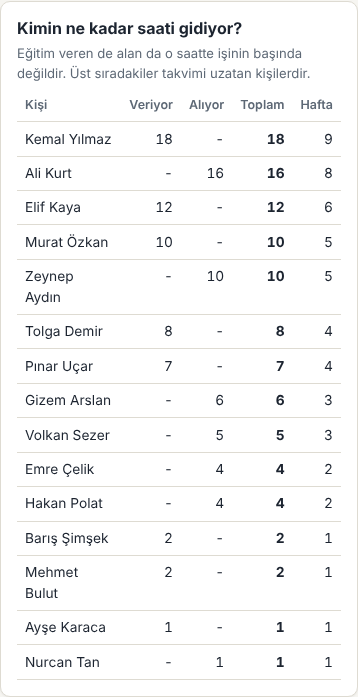 Kimin ne kadar saati gidiyor?
Eğitim veren de alan da o saatte işinin başında
değildir. Üst sıradakiler takvimi uzatan kişilerdir.
Kişi Veriyor Alıyor Toplam Hafta
Kemal Yılmaz 18 - 18 9
Ali Kurt - 16 16 8
Elif Kaya 12 - 12 6
Murat Özkan 10 - 10 5
Zeynep - 10 10 5
Aydın
Tolga Demir 8 - 8 4
Pınar Uçar 7 - 7 4
Gizem Arslan - 6 6 3
Volkan Sezer - 5 5 3
Emre Çelik - 4 4 2
Hakan Polat - 4 4 2
Barış Şimşek 2 - 2 1
Mehmet 2 - 2 1
Bulut
Ayşe Karaca 1 - 1 1
Nurcan Tan - 1 1 1